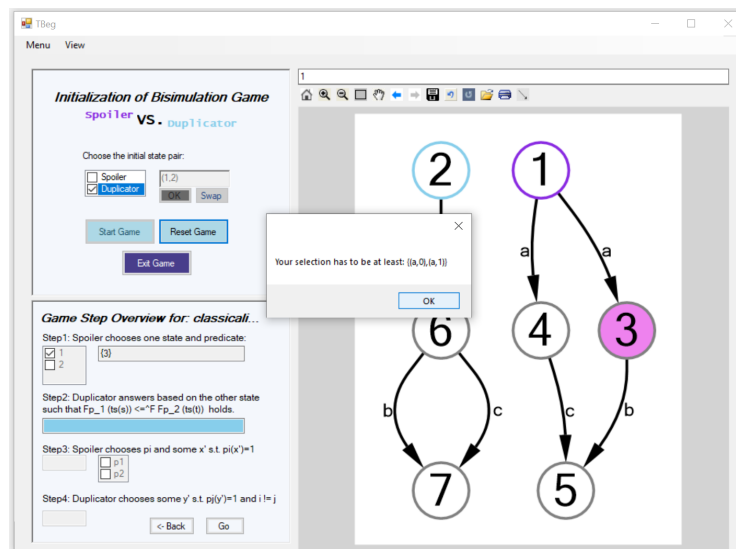 TBeg
Menu View
1
Initialization of Bisimulation Game
Spoiler VS. Duplicator
Choose the initial state pair:
Spoiler
Duplicator
(1,2)
OK Swap
Start Game Reset Game
Exit Game
Your selection has to be at least: {(a,0),(a,1)}
OK
Game Step Overview for: classicali...
Step1: Spoiler chooses one state and predicate:
1
2
{3}
Step2: Duplicator answers based on the other state
such that Fp_1 (ts(s)) <=^F Fp_2 (ts(t)) holds.
Step3: Spoiler chooses pi and some x' s.t. pi(x')=1
p1
p2
Step4: Duplicator chooses some y' s.t. pj(y')=1 and i != j
<- Back Go
2 1
a a
6 4 3
b c c b
7 5